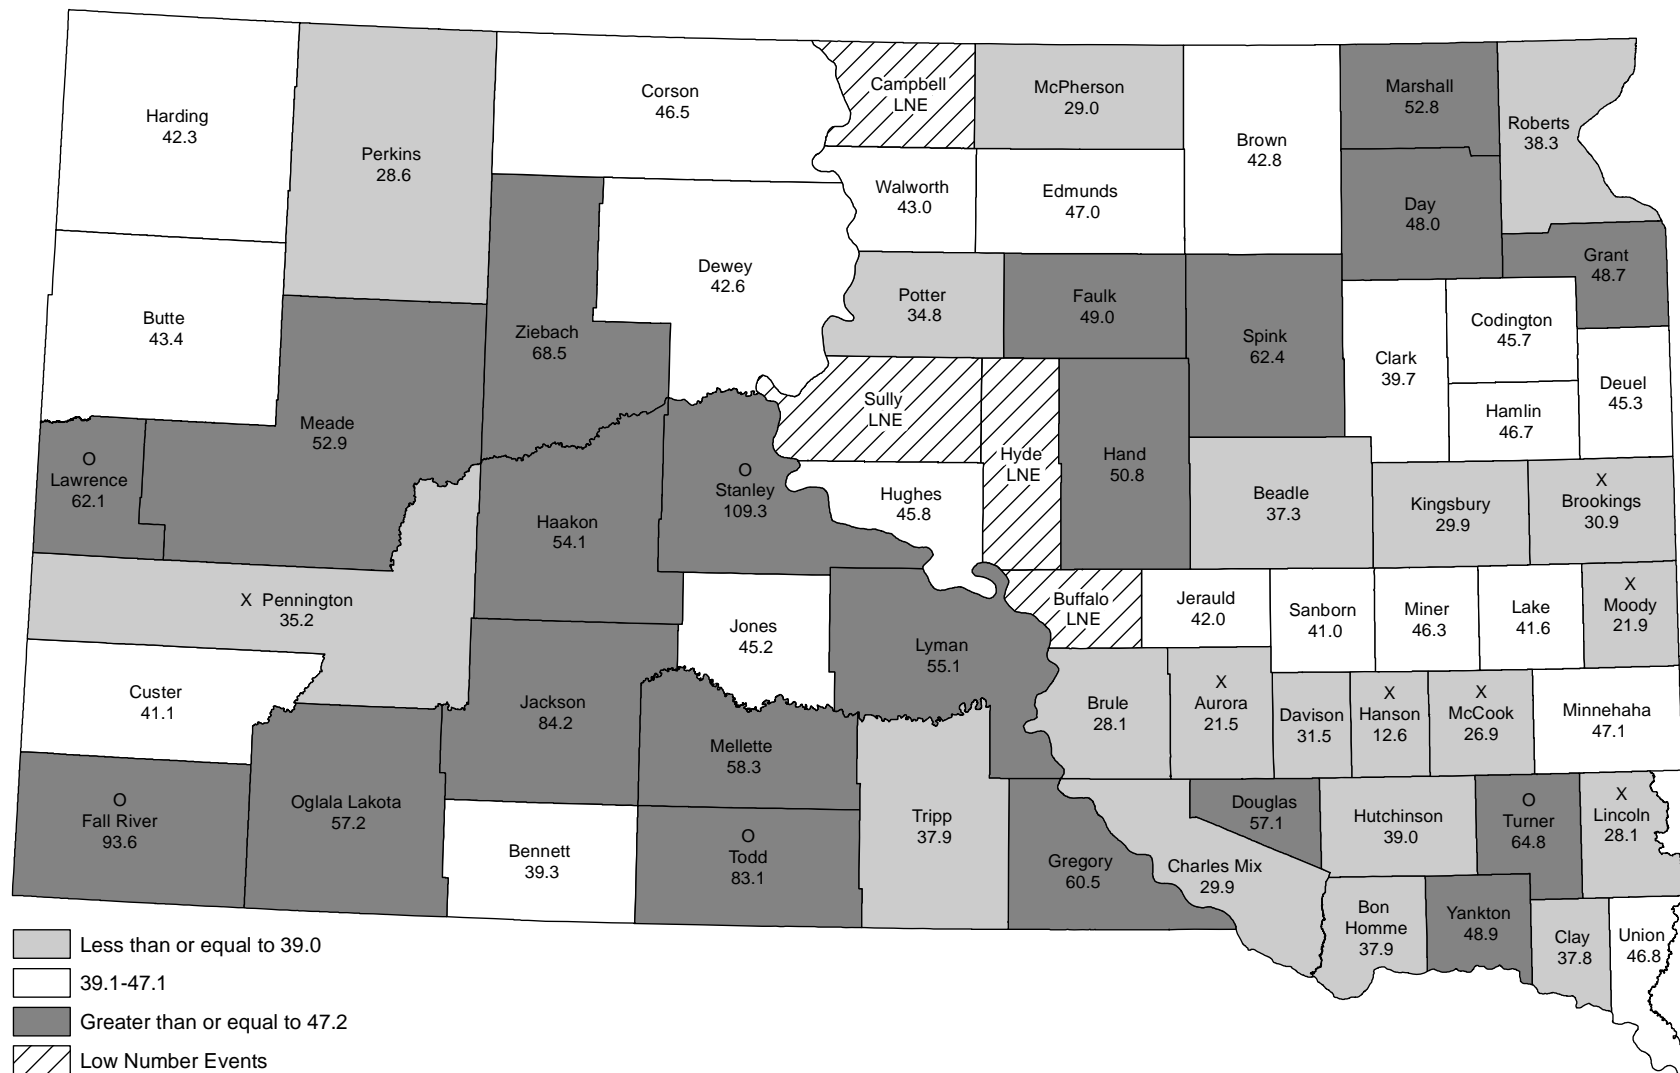 Harding
42.3
Perkins
28.6
Corson
46.5
Campbell
LNE
McPherson
29.0
Brown
42.8
Marshall
52.8
Roberts
38.3
Walworth
43.0
Edmunds
47.0
Day
48.0
Grant
48.7
Butte
43.4
Ziebach
68.5
Dewey
42.6
Potter
34.8
Faulk
49.0
Spink
62.4
Clark
39.7
Codington
45.7
Deuel
45.3
Hamlin
46.7
Meade
52.9
Sully
LNE
Hyde
LNE
Hand
50.8
O
Lawrence
62.1
O
Stanley
109.3
Hughes
45.8
Haakon
54.1
Beadle
37.3
Kingsbury
29.9
X
Brookings
30.9
X Pennington
35.2
Jones
45.2
Lyman
55.1
Buffalo
LNE
Jerauld
42.0
Sanborn
41.0
Miner
46.3
Lake
41.6
X
Moody
21.9
Custer
41.1
Jackson
84.2
Mellette
58.3
Brule
28.1
X
Aurora
21.5
Davison
31.5
X
Hanson
12.6
X
McCook
26.9
Minnehaha
47.1
O
Fall River
93.6
Oglala Lakota
57.2
Bennett
39.3
O
Todd
83.1
Tripp
37.9
Gregory
60.5
Charles Mix
29.9
Douglas
57.1
Hutchinson
39.0
O
Turner
64.8
X
Lincoln
28.1
Bon
Homme
37.9
Yankton
48.9
Clay
37.8
Union
46.8
Less than or equal to 39.0
39.1-47.1
Greater than or equal to 47.2
Low Number Events